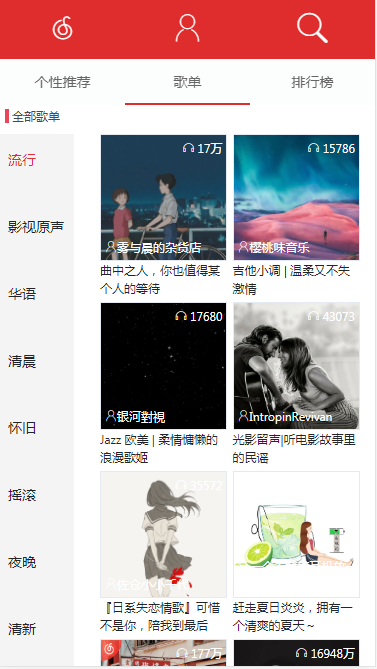 个性推荐
歌单
排行榜
全部歌单
流行
影视原声
华语
清晨
怀旧
摇滚
夜晚
清新
17万
雾与晨的杂货店
曲中之人，你也值得某
个人的等待
15786
樱桃味音乐
吉他小调 | 温柔又不失
激情
17680
银河對視
Jazz 欧美 | 柔情慵懒的
浪漫歌姬
43073
IntropinRevivan
光影留声|听电影故事里
的民谣
35572
『日系失恋情歌』可惜
不是你，陪我到最后
赶走夏日炎炎，拥有一
个清爽的夏天～
177万
16948万